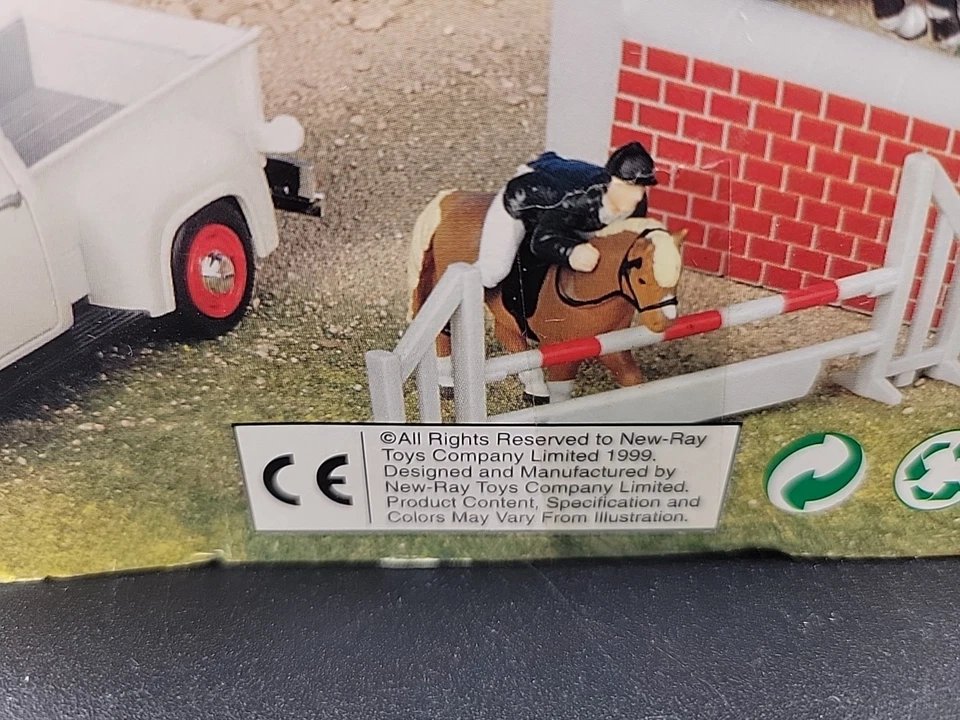 CE
©All Rights Reserved to New-Ray
Toys Company Limited 1999.
Designed and Manufactured by
New-Ray Toys Company Limited.
Product Content, Specification and
Colors May Vary From Illustration.